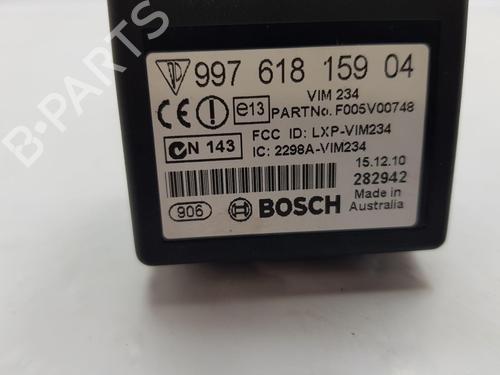 997 618 159 04
VIM 234
PARTNo. F005V00748
e13
FCC ID: LXP-VIM234
N 143
IC: 2298A-VIM234
15.12.10
282942
906
BOSCH
Made in
Australia
B-PARTS